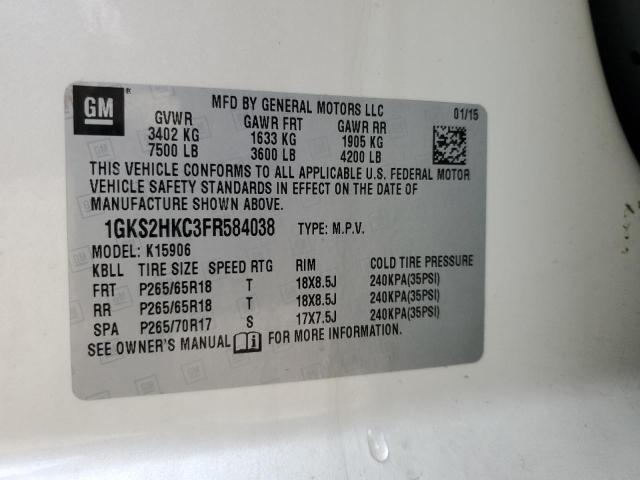 GM
MFD BY GENERAL MOTORS LLC 01/15
GVWR GAWR FRT GAWR RR
3402 KG 1633 KG 1905 KG
7500 LB 3600 LB 4200 LB
THIS VEHICLE CONFORMS TO ALL APPLICABLE U.S. FEDERAL MOTOR
VEHICLE SAFETY STANDARDS IN EFFECT ON THE DATE OF
MANUFACTURE SHOWN ABOVE.
1GKS2HKC3FR584038 TYPE: M.P.V.
MODEL: K15906
KBLL TIRE SIZE SPEED RTG RIM COLD TIRE PRESSURE
FRT P265/65R18 T 18X8.5J 240KPA(35PSI)
RR P265/65R18 T 18X8.5J 240KPA(35PSI)
SPA P265/70R17 S 17X7.5J 240KPA(35PSI)
SEE OWNER'S MANUAL i FOR MORE INFORMATION.